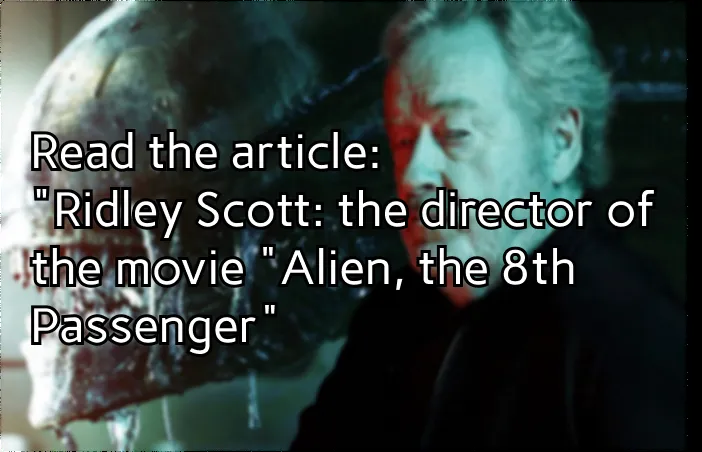 Read the article:
"Ridley Scott: the director of
the movie "Alien, the 8th
Passenger"